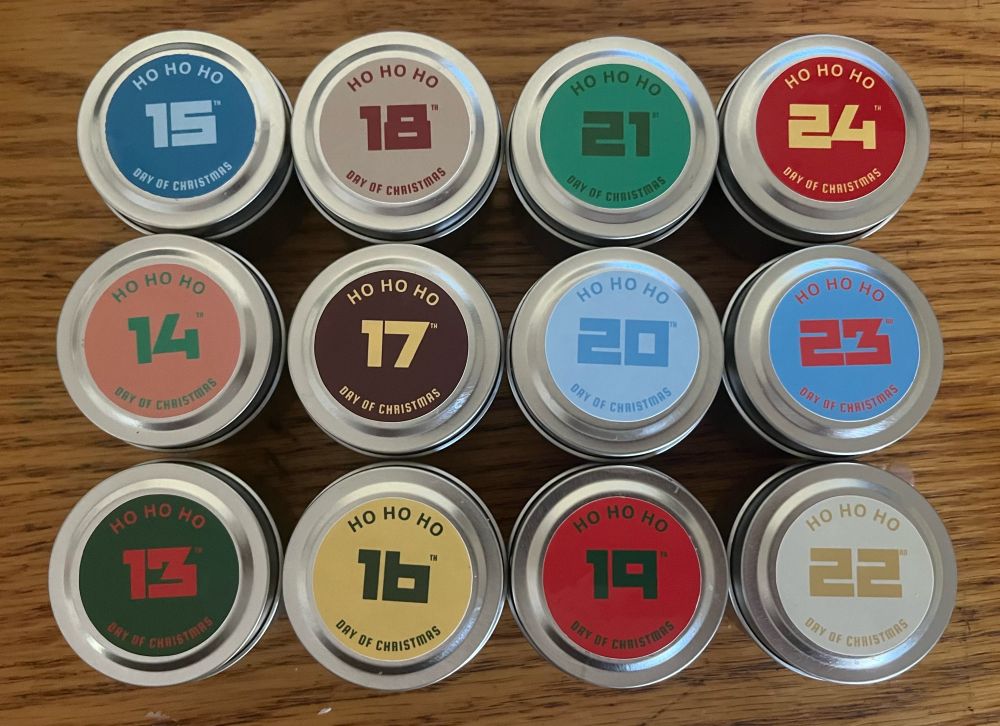 HO HO HO
15TH
DAY OF CHRISTMAS
HO HO HO
18TH
DAY OF CHRISTMAS
HO HO HO
21ST
DAY OF CHRISTMAS
HO HO HO
24TH
DAY OF CHRISTMAS
HO HO HO
14TH
DAY OF CHRISTMAS
HO HO HO
17TH
DAY OF CHRISTMAS
HO HO HO
20TH
DAY OF CHRISTMAS
HO HO HO
23RD
DAY OF CHRISTMAS
HO HO HO
13TH
DAY OF CHRISTMAS
HO HO HO
16TH
DAY OF CHRISTMAS
HO HO HO
19TH
DAY OF CHRISTMAS
HO HO HO
22ND
DAY OF CHRISTMAS